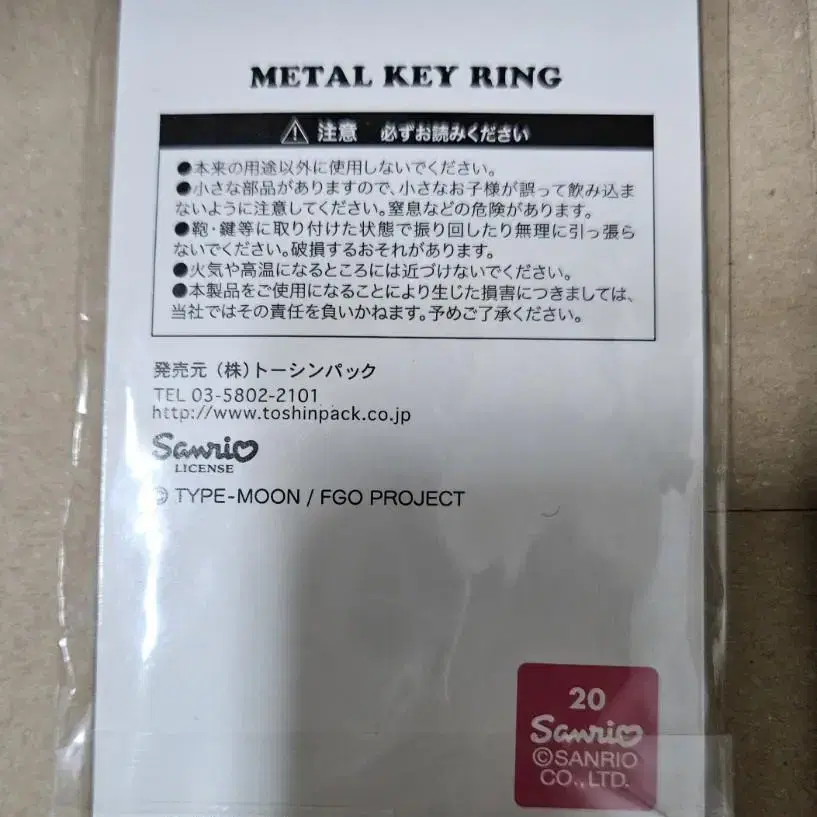 METAL KEY RING
注意 必ずお読みください
●本来の用途以外に使用しないでください。
●小さな部品がありますので、小さなお子様が誤って飲み込ま
ないように注意してください。窒息などの危険があります。
●鞄・鍵等に取り付けた状態で振り回したり無理に引っ張ら
ないでください。破損するおそれがあります。
●火気や高温になるところには近づけないでください。
●本製品をご使用になることにより生じた損害につきましては、
当社ではその責任を負いかねます。予めご了承ください。
発売元（株）トーシンパック
TEL 03-5802-2101
http://www.toshinpack.co.jp
Sanrio
LICENSE
© TYPE-MOON / FGO PROJECT
20
Sanrio
©SANRIO
CO.,LTD.